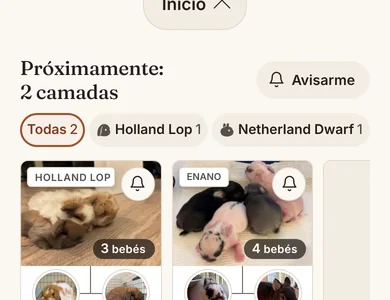 Inicio
Próximamente:
2 camadas
Avisarme
Todas 2
Holland Lop 1
Netherland Dwarf 1
HOLLAND LOP
ENANO
3 bebés
4 bebés